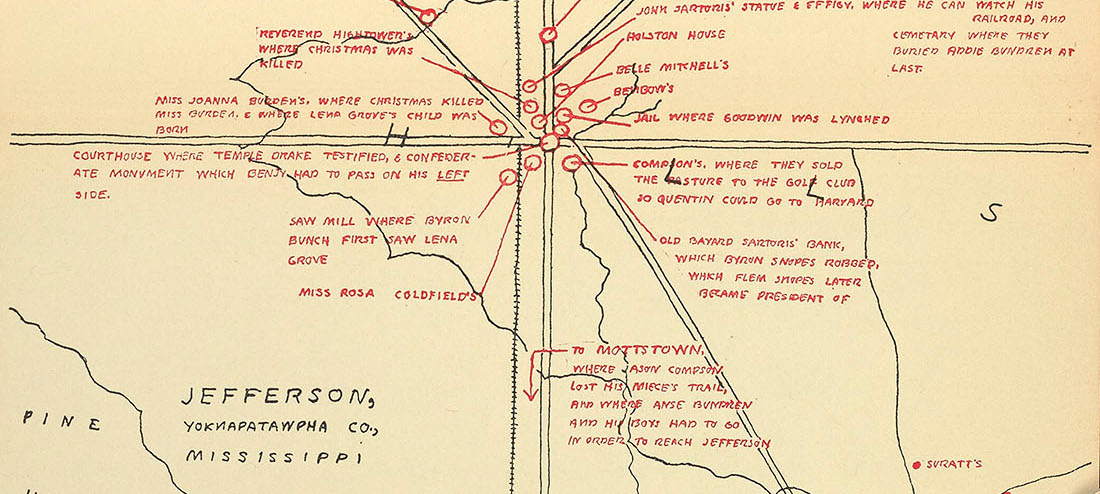 JOHN SARTORIS' STATUE & EFFIGY, WHERE HE CAN WATCH HIS
RAILROAD, AND
CEMETARY WHERE THEY
BURIED ADDIE BUNDREN AT
LAST.
REVEREND HIGHTOWER'S
WHERE CHRISTMAS WAS
KILLED
HOLSTON HOUSE
BELLE MITCHELL'S
BENBOW'S
MISS JOANNA BURDEN'S, WHERE CHRISTMAS KILLED
MISS BURDEN, & WHERE LENA GROVE'S CHILD WAS
BORN
JAIL WHERE GOODWIN WAS LYNCHED
H
COURTHOUSE WHERE TEMPLE DRAKE TESTIFIED, & CONFEDER-
ATE MONVMENT WHICH BENJY HAD TO PASS ON HIS LEFT
SIDE.
COMPSON'S, WHERE THEY SOLD
THE PASTURE TO THE GOLF CLUB
SO QUENTIN COULD GO TO HARVARD
L L S
SAW MILL WHERE BYRON
BUNCH FIRST SAW LENA
GROVE
OLD BAYARD SARTORIS' BANK,
WHICH BYRON SNOPES ROBBED,
WHICH FLEM SNOPES LATER
BECAME PRESIDENT OF
MISS ROSA COLDFIELD'S
TO MOTTSTOWN,
WHERE JASON COMPSON
LOST HIS NIECE'S TRAIL,
AND WHERE ANSE BUNDREN
AND HIS BOYS HAD TO GO
IN ORDER TO REACH JEFFERSON
JEFFERSON,
YOKNAPATAWPHA CO.,
MISSISSIPPI
PINE
SURATT'S